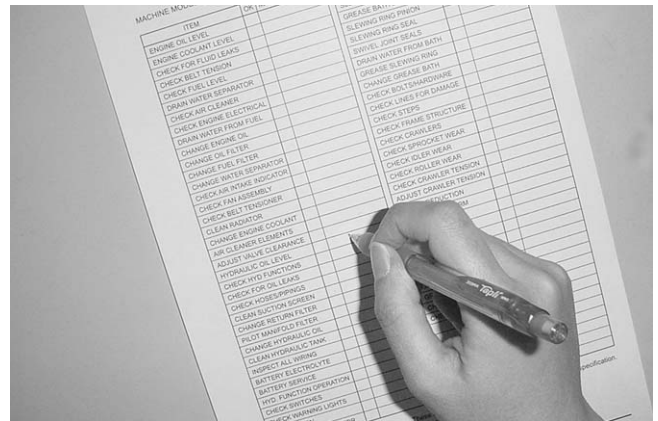 MACHINE MODEL
ITEM
OK
ENGINE OIL LEVEL
ENGINE COOLANT LEVEL
CHECK FOR FLUID LEAKS
CHECK BELT TENSION
CHECK FUEL LEVEL
DRAIN WATER SEPARATOR
CHECK AIR CLEANER
CHECK ENGINE ELECTRICAL
DRAIN WATER FROM FUEL
CHANGE ENGINE OIL
CHANGE OIL FILTER
CHANGE FUEL FILTER
CHANGE WATER SEPARATOR
CHECK AIR INTAKE INDICATOR
CHECK FAN ASSEMBLY
CHECK BELT TENSIONER
CLEAN RADIATOR
CHANGE ENGINE COOLANT
AIR CLEANER ELEMENTS
ADJUST VALVE CLEARANCE
HYDRAULIC OIL LEVEL
CHECK HYD FUNCTIONS
CHECK FOR OIL LEAKS
CHECK HOSES/PIPINGS
CLEAN SUCTION SCREEN
CHANGE RETURN FILTER
PILOT MANIFOLD FILTER
CHANGE HYDRAULIC OIL
CLEAN HYDRAULIC TANK
INSPECT ALL WIRING
BATTERY ELECTROLYTE
BATTERY SERVICE
HYD. FUNCTION OPERATION
CHECK SWITCHES
CHECK WARNING LIGHTS
GREASE BATH
SLEWING RING PINION
SLEWING RING SEAL
SWIVEL JOINT SEALS
DRAIN WATER FROM BATH
GREASE SLEWING RING
CHANGE GREASE BATH
CHECK BOLTS/HARDWARE
CHECK LINES FOR DAMAGE
CHECK STEPS
CHECK FRAME STRUCTURE
CHECK CRAWLERS
CHECK SPROCKET WEAR
CHECK IDLER WEAR
CHECK ROLLER WEAR
CHECK CRAWLER TENSION
ADJUST CRAWLER TENSION
REDUCTION
specification.